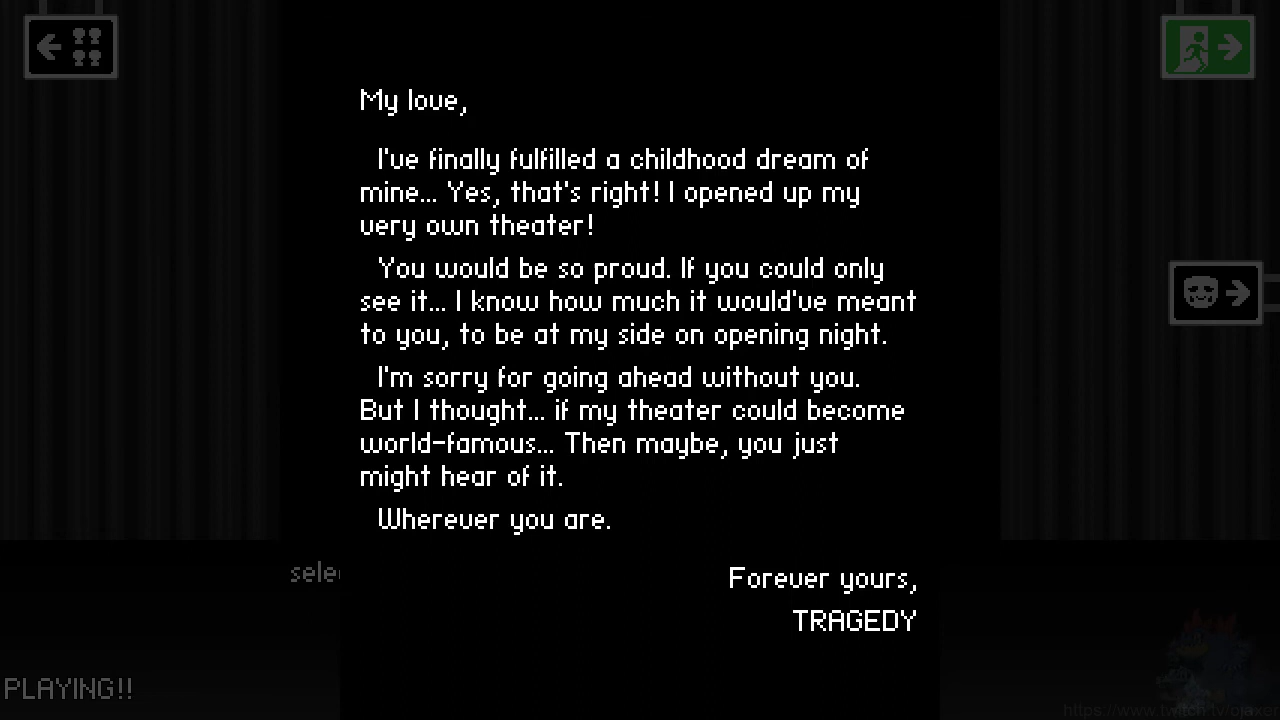 My love,
I've finally fulfilled a childhood dream of
mine... Yes, that's right! I opened up my
very own theater!
You would be so proud. If you could only
see it... I know how much it would've meant
to you, to be at my side on opening night.
I'm sorry for going ahead without you.
But I thought... if my theater could become
world-famous... Then maybe, you just
might hear of it.
Wherever you are.
Forever yours,
TRAGEDY
PLAYING!!